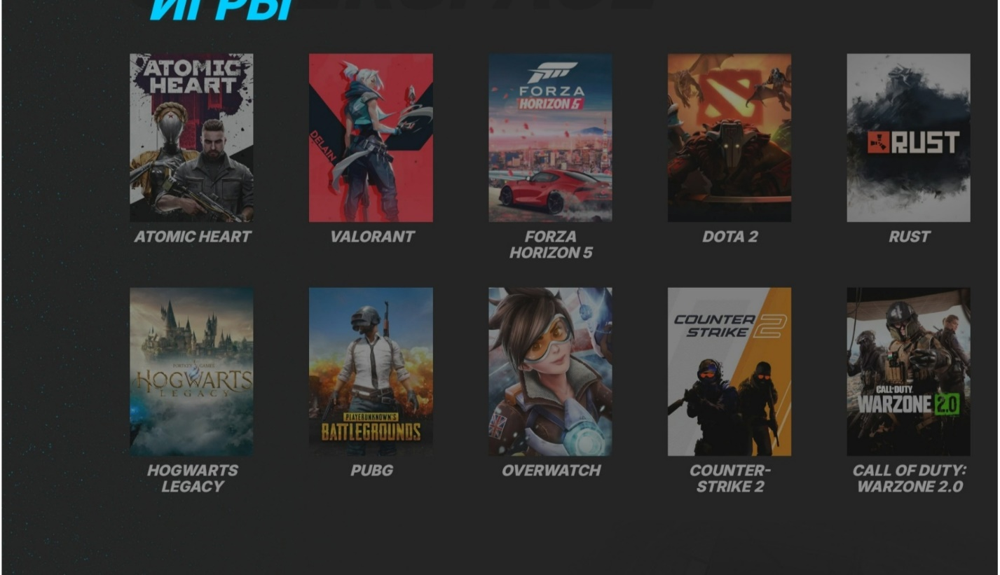 ИГРЫ
ATOMIC
HEART
DELAIN
FORZA
HORIZON 5
RUST
ATOMIC HEART
VALORANT
FORZA
HORIZON 5
DOTA 2
RUST
HOGWARTS
LEGACY
PLAYERUNKNOWN'S
BATTLEGROUNDS
COUNTER
STRIKE 2
CALL OF DUTY
WARZONE 2.0
HOGWARTS
LEGACY
PUBG
OVERWATCH
COUNTER-
STRIKE 2
CALL OF DUTY:
WARZONE 2.0